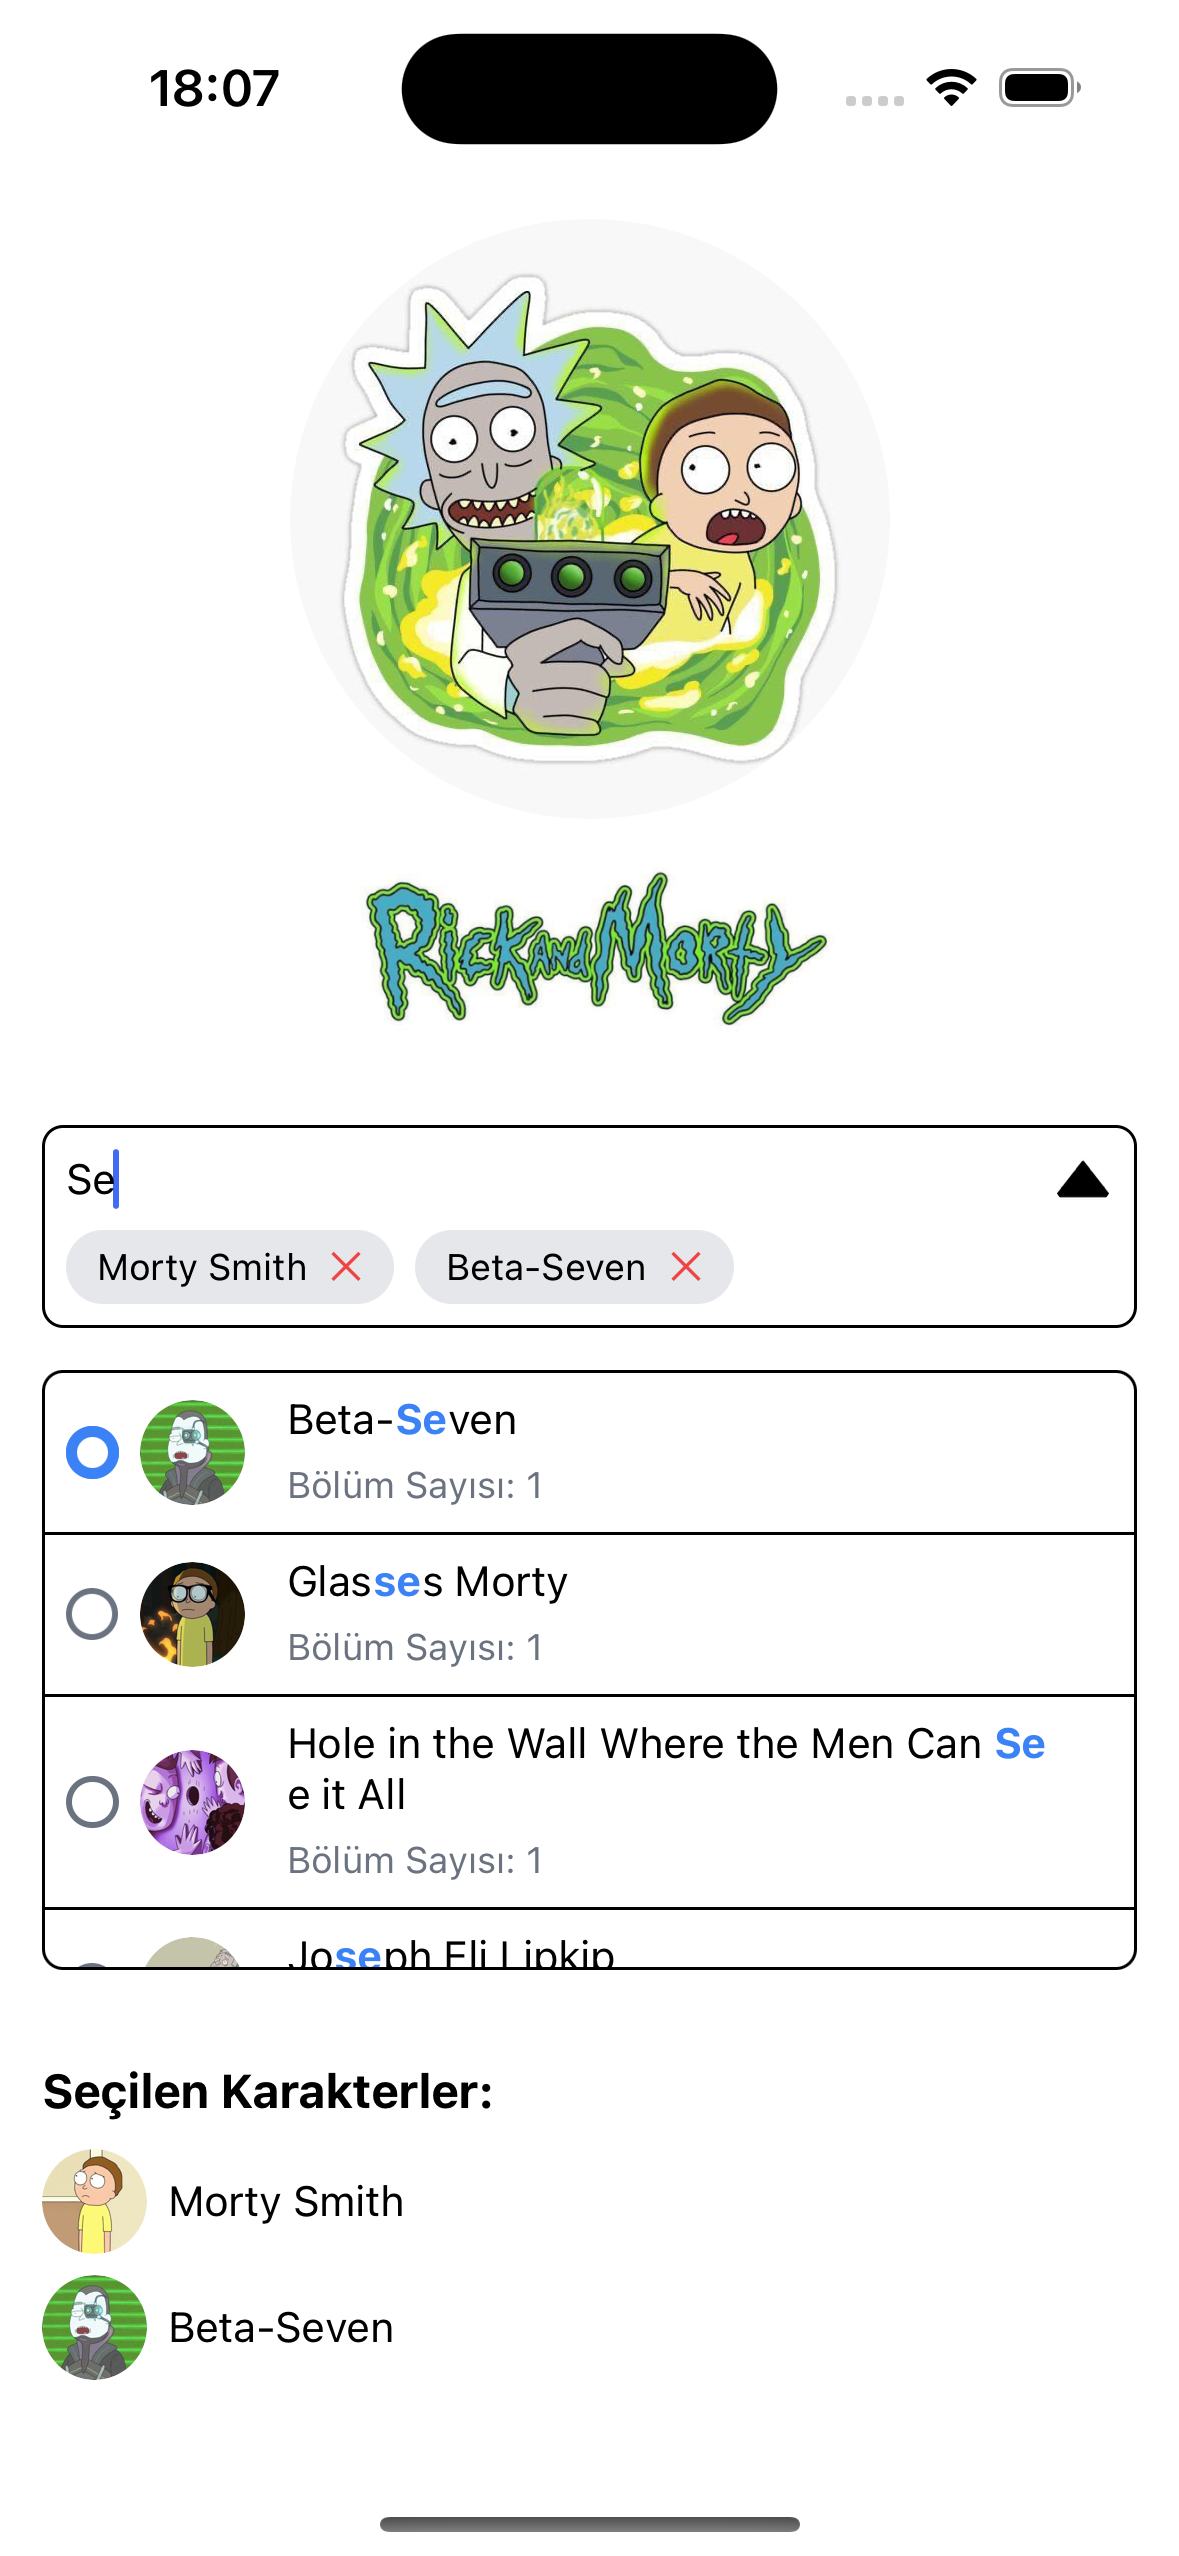 18:07
Rick and Morty
Se
Morty Smith
Beta-Seven
Beta-Seven
Bölüm Sayısı: 1
Glasses Morty
Bölüm Sayısı: 1
Hole in the Wall Where the Men Can Se
e it All
Bölüm Sayısı: 1
Joseph Eli Lipkip
Seçilen Karakterler:
Morty Smith
Beta-Seven